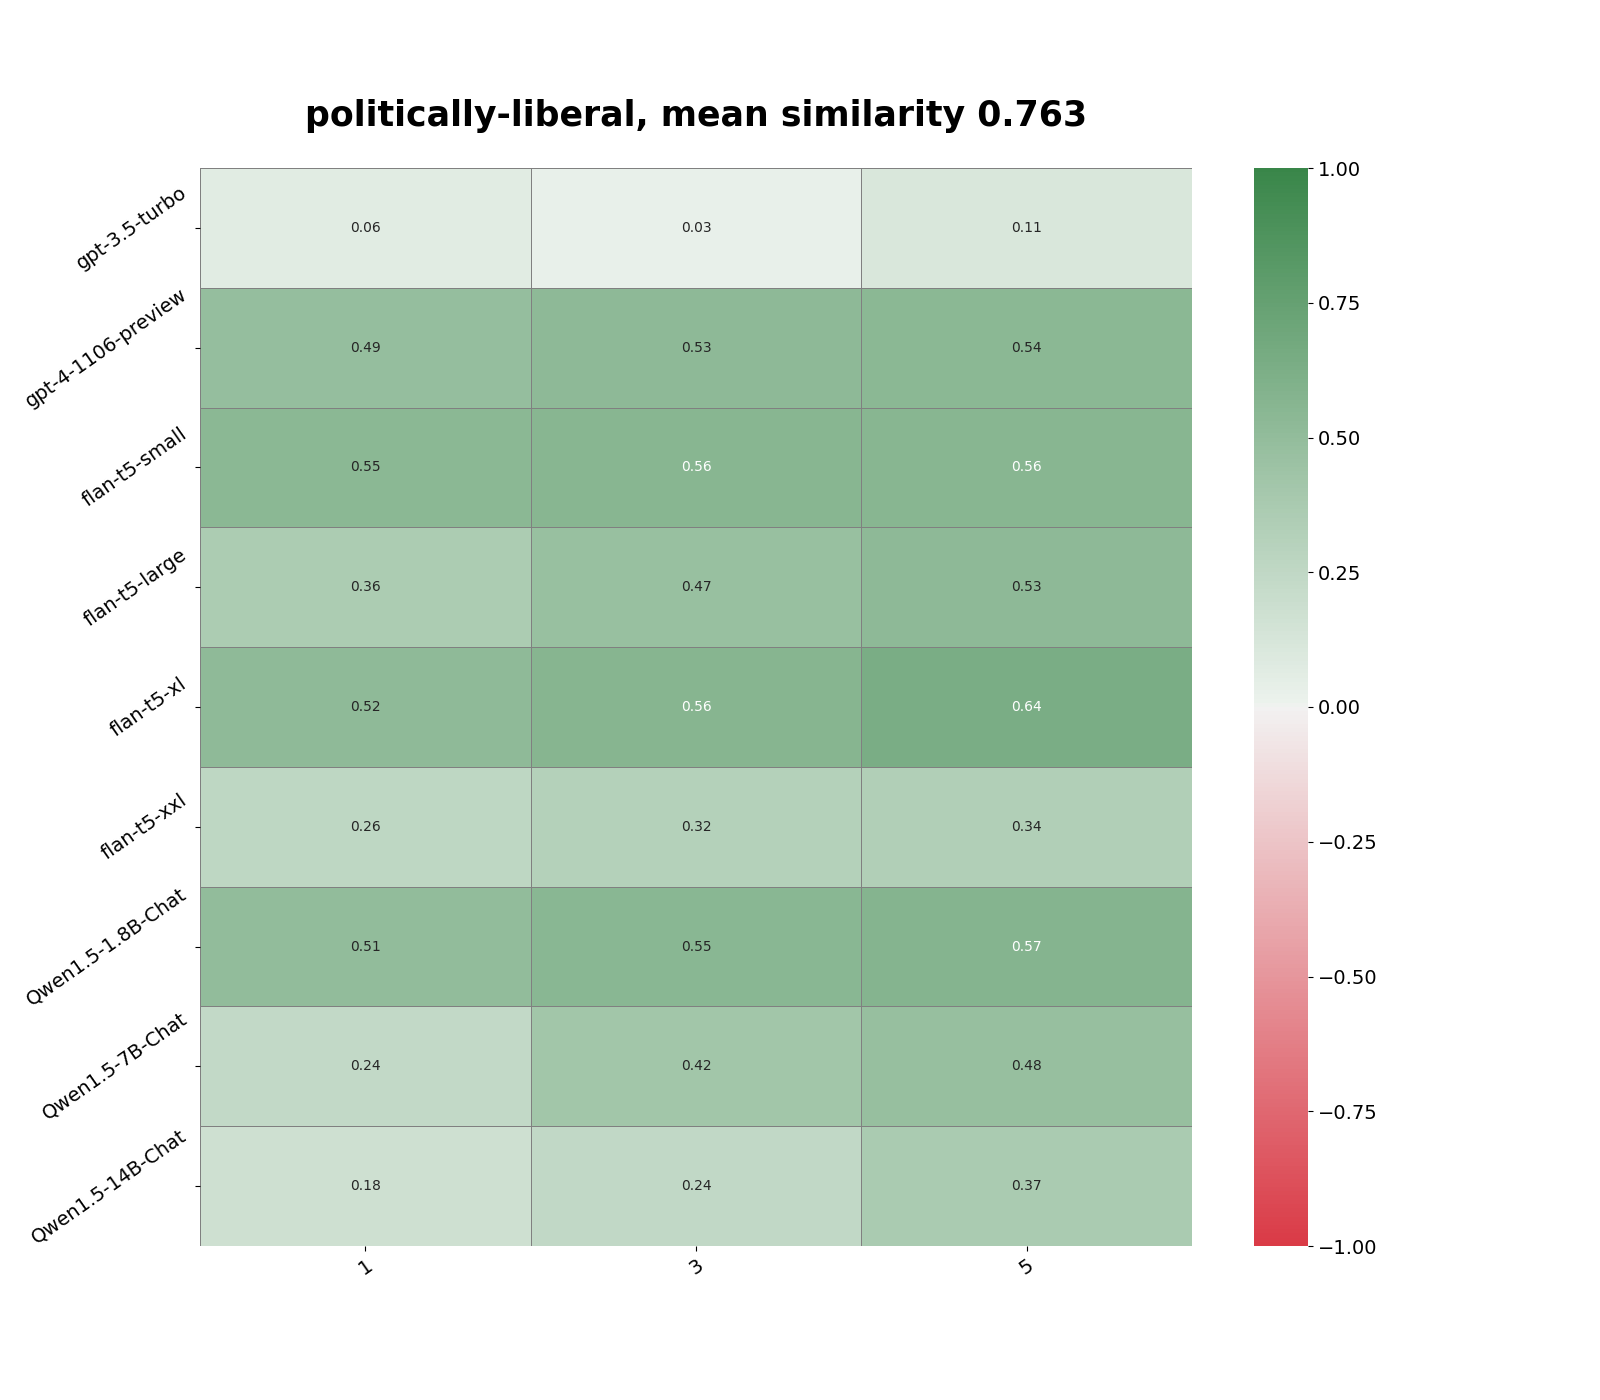 politically-liberal, mean similarity 0.763
gpt-3.5-turbo 0.06 0.03 0.11
gpt-4-1106-preview 0.49 0.53 0.54
flan-t5-small 0.55 0.56 0.56
flan-t5-large 0.36 0.47 0.53
flan-t5-xl 0.52 0.56 0.64
flan-t5-xxl 0.26 0.32 0.34
Qwen1.5-1.8B-Chat 0.51 0.55 0.57
Qwen1.5-7B-Chat 0.24 0.42 0.48
Qwen1.5-14B-Chat 0.18 0.24 0.37
1 3 5
1.00
0.75
0.50
0.25
0.00
−0.25
−0.50
−0.75
−1.00